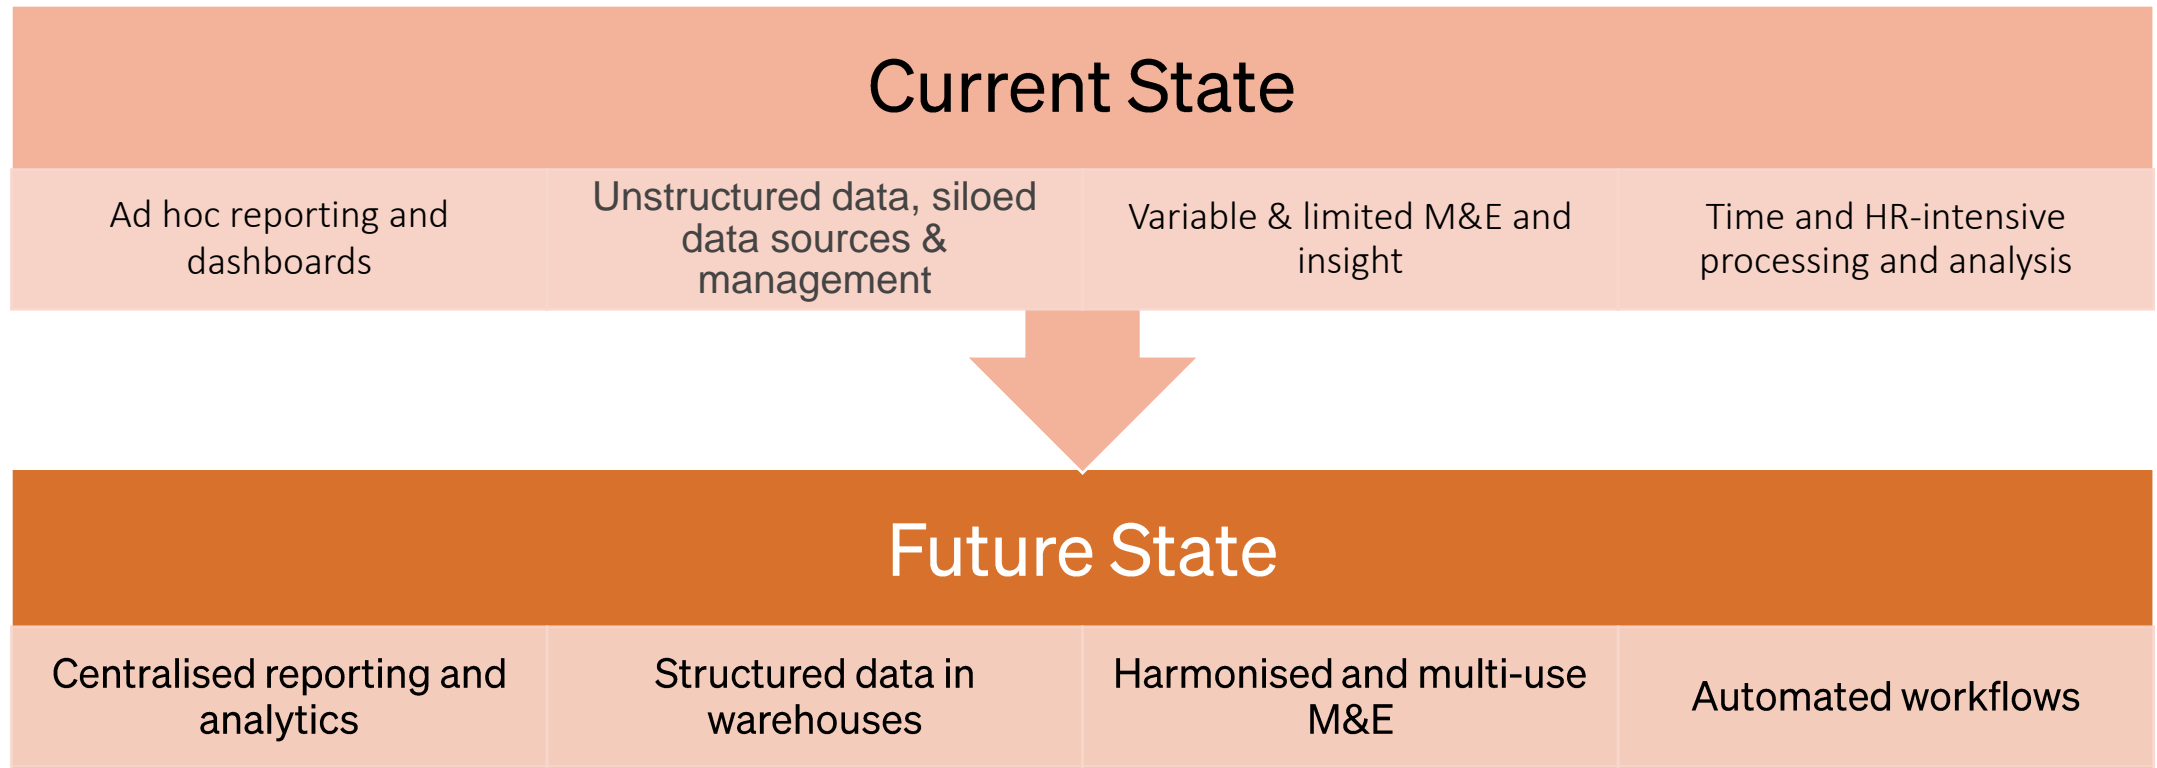 Current State
Ad hoc reporting and
dashboards
Unstructured data, siloed
data sources &
management
Variable & limited M&E and
insight
Time and HR-intensive
processing and analysis
Future State
Centralised reporting and
analytics
Structured data in
warehouses
Harmonised and multi-use
M&E
Automated workflows